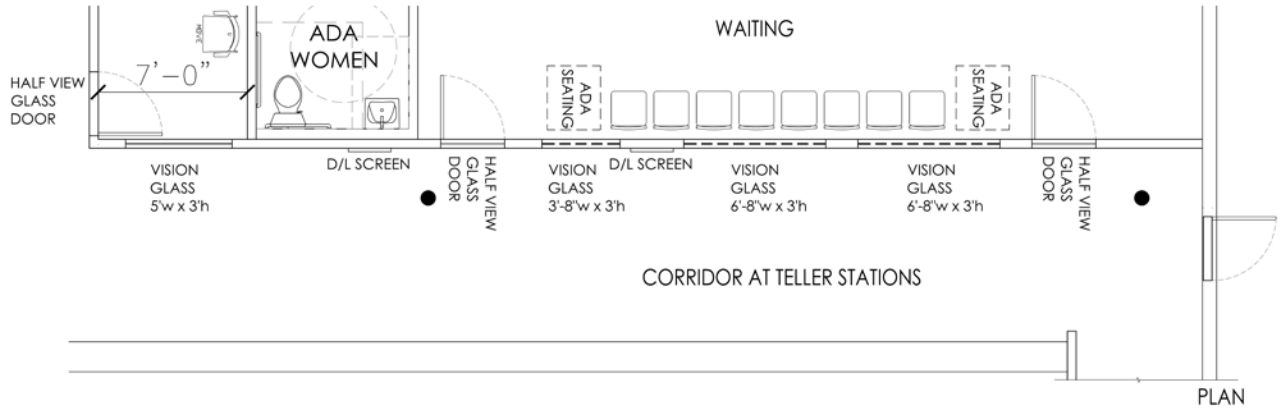 WAITING
ADA
WOMEN
MOVE
7'-0"
HALF VIEW
GLASS
DOOR
ADA
SEATING
ADA
SEATING
VISION
GLASS
5'w x 3'h
D/L SCREEN
HALF VIEW
GLASS
DOOR
VISION
GLASS
3'-8"w x 3'h
D/L SCREEN
VISION
GLASS
6'-8"w x 3'h
VISION
GLASS
6'-8"w x 3'h
HALF VIEW
GLASS
DOOR
CORRIDOR AT TELLER STATIONS
PLAN